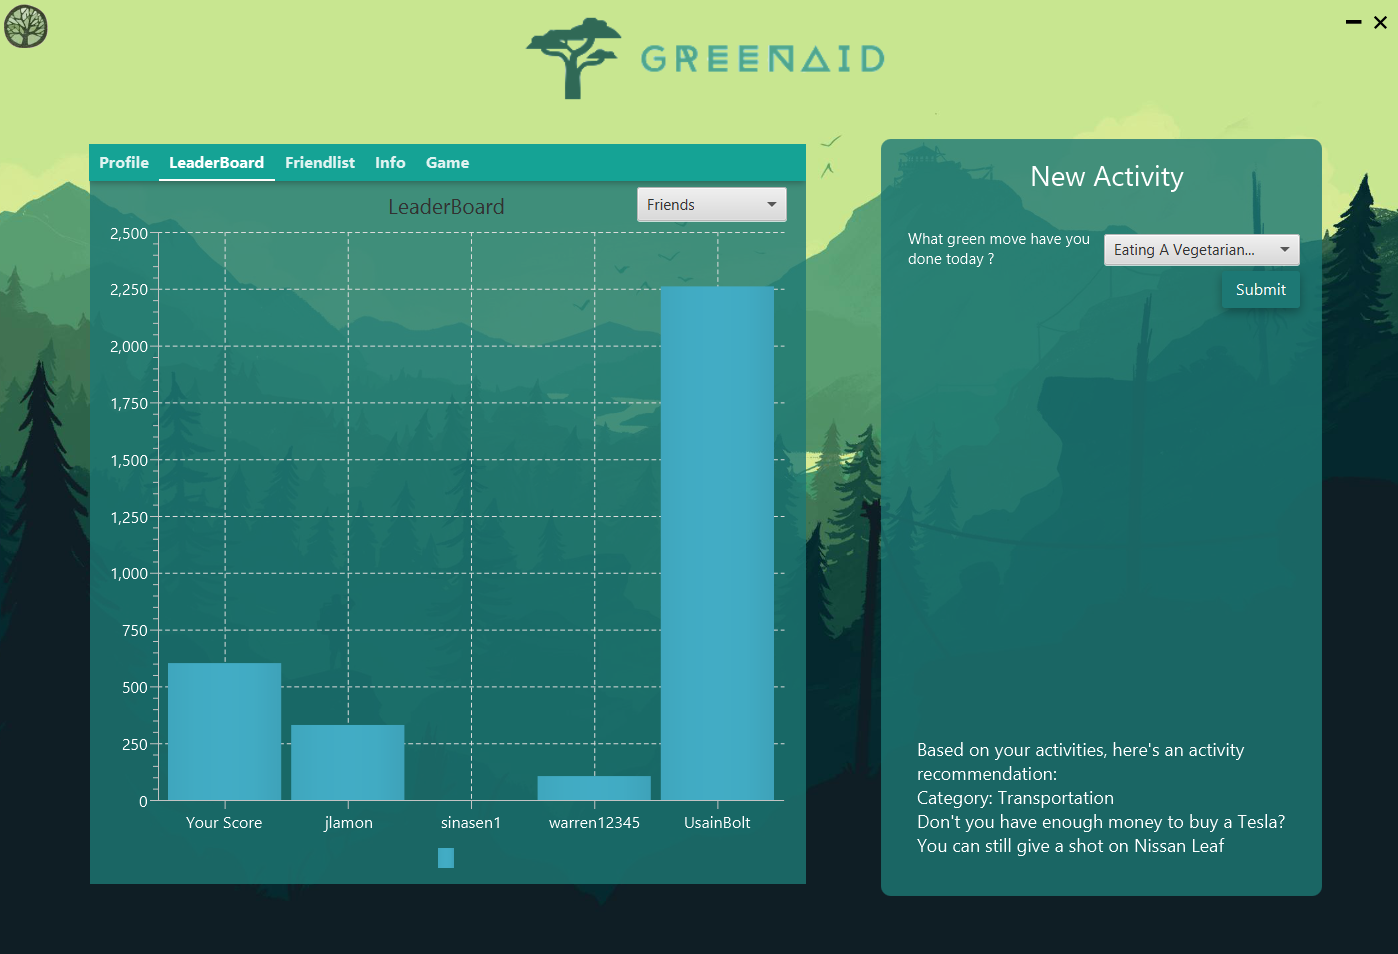 GREENAID
Profile LeaderBoard Friendlist Info Game
LeaderBoard
Friends
2,500
2,250
2,000
1,750
1,500
1,250
1,000
750
500
250
0
Your Score jlamon sinasen1 warren12345 UsainBolt
New Activity
What green move have you
done today ?
Eating A Vegetarian...
Submit
Based on your activities, here's an activity
recommendation:
Category: Transportation
Don't you have enough money to buy a Tesla?
You can still give a shot on Nissan Leaf